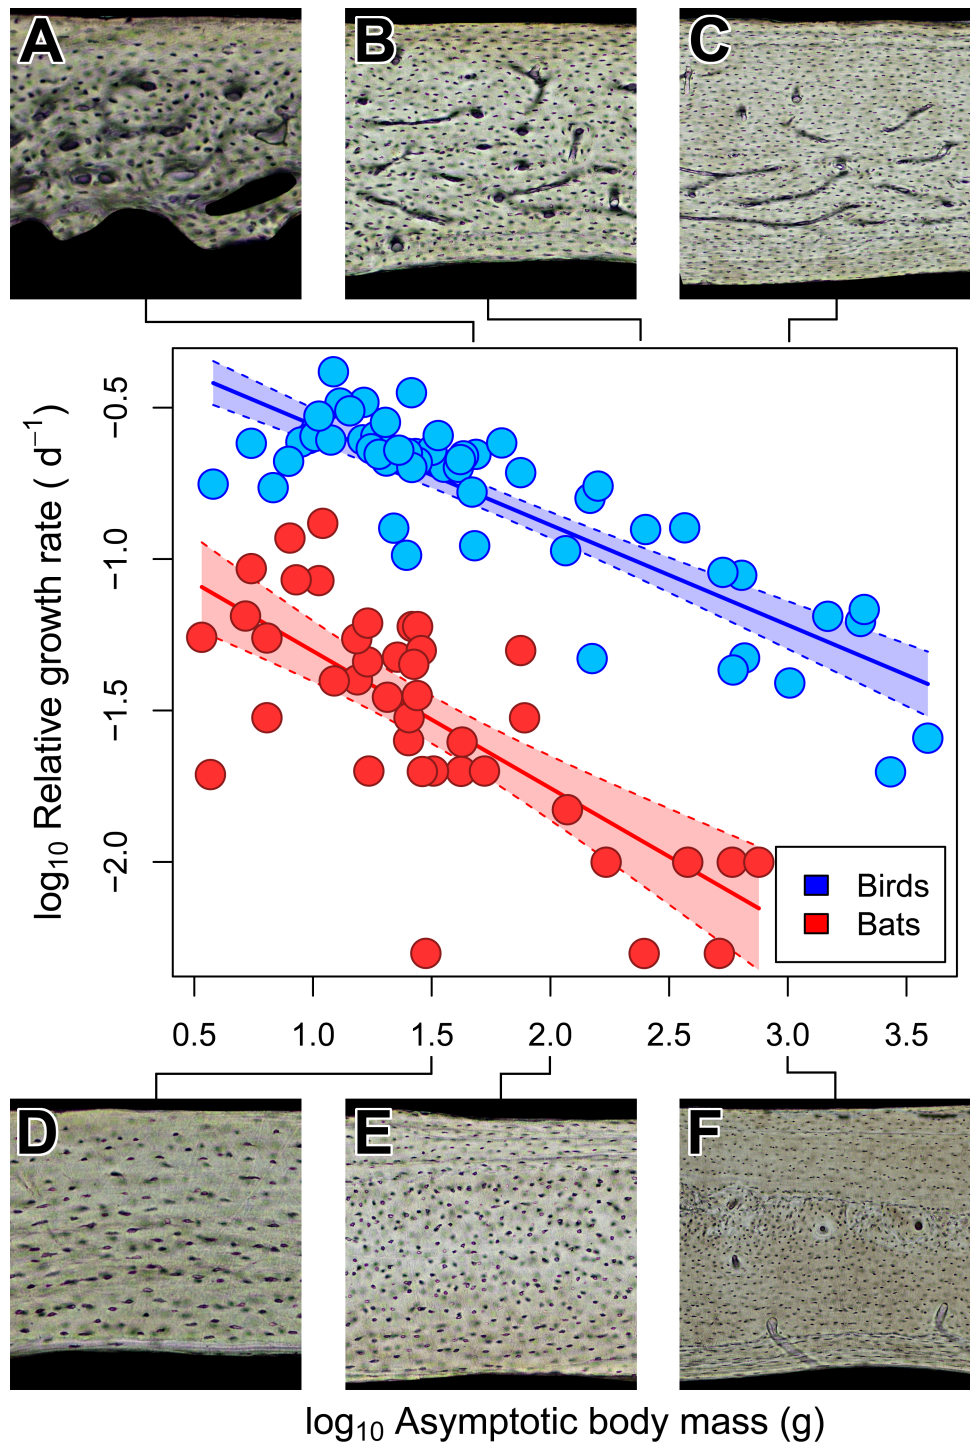 A
B
C
log₁₀ Relative growth rate ( d⁻¹)
−0.5
−1.0
−1.5
−2.0
Birds
Bats
0.5 1.0 1.5 2.0 2.5 3.0 3.5
D
E
F
log₁₀ Asymptotic body mass (g)